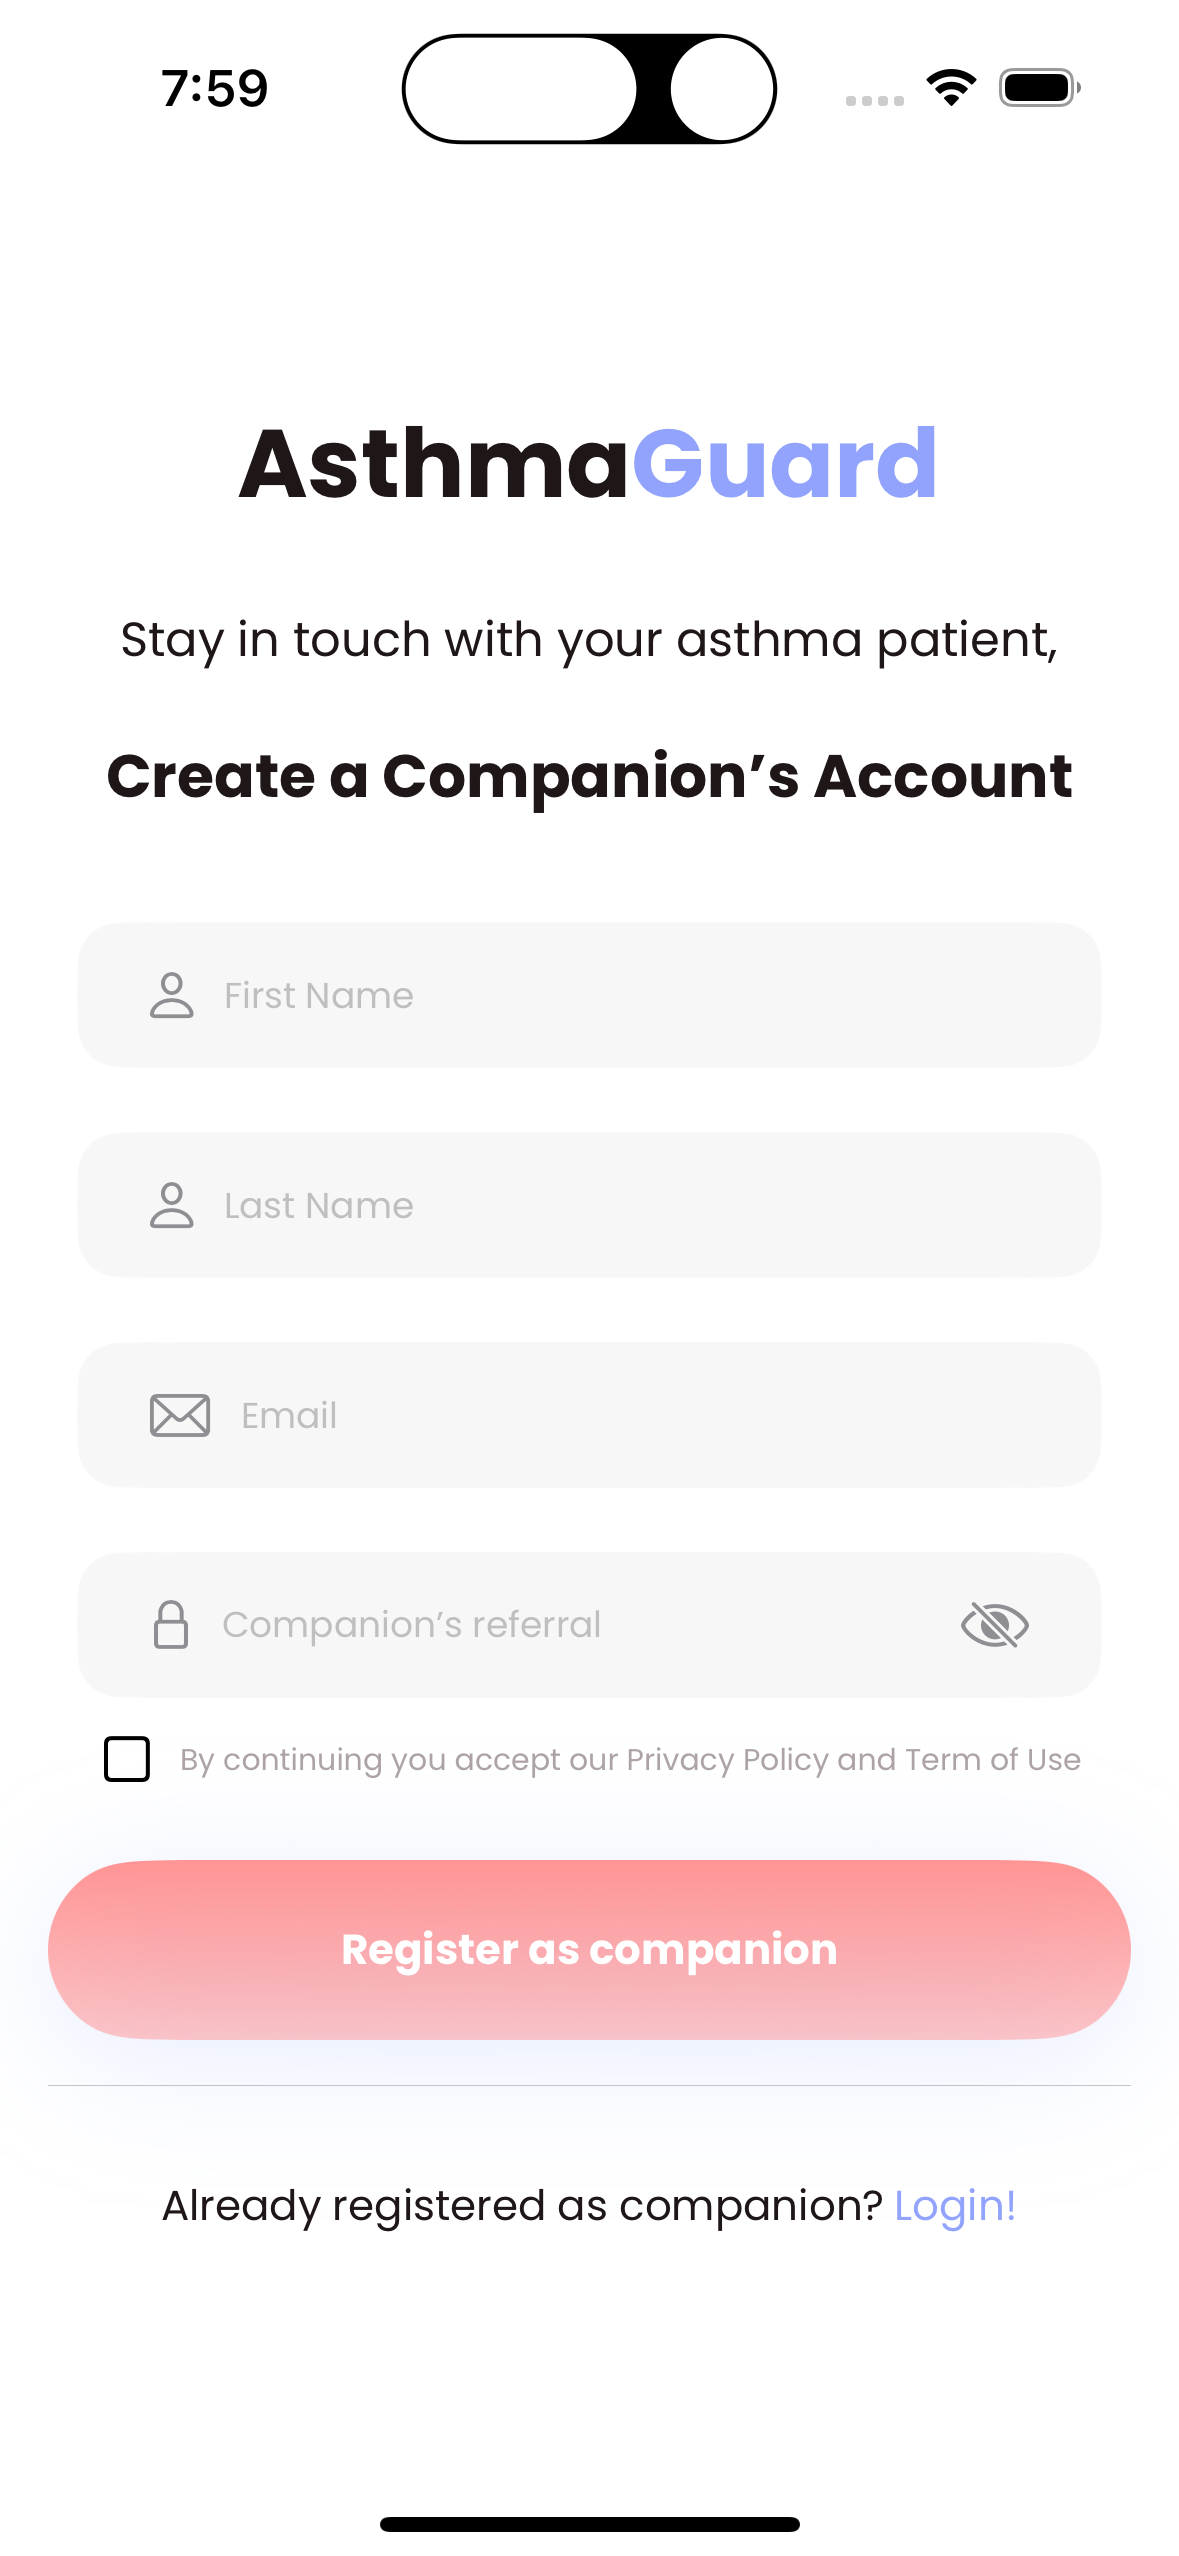 7:59
AsthmaGuard
Stay in touch with your asthma patient,
Create a Companion’s Account
First Name
Last Name
Email
Companion’s referral
By continuing you accept our Privacy Policy and Term of Use
Register as companion
Already registered as companion? Login!